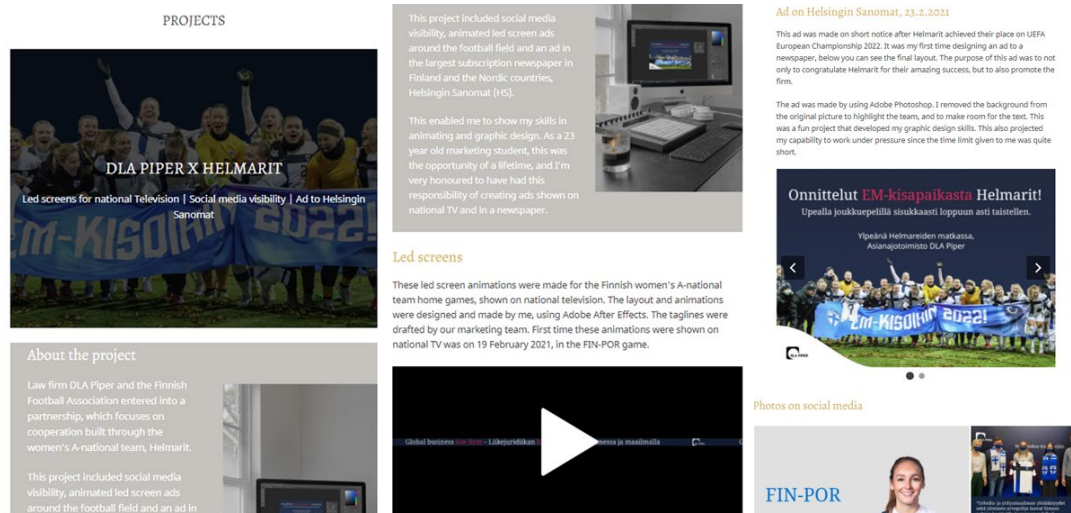 PROJECTS
DLA PIPER X HELMARIT
Led screens for national Television | Social media visibility | Ad to Helsingin
Sanomat
EM-KISOIHIN 2022!
About the project
Law firm DLA Piper and the Finnish
Football Association entered into a
partnership, which focuses on
cooperation built through the
women's A-national team, Helmarit.
This project included social media
visibility, animated led screen ads
around the football field and an ad in
This project included social media
visibility, animated led screen ads
around the football field and an ad in
the largest subscription newspaper in
Finland and the Nordic countries,
Helsingin Sanomat (HS).
This enabled me to show my skills in
animating and graphic design. As a 23
year old marketing student, this was
the opportunity of a lifetime, and I'm
very honoured to have had this
responsibility of creating ads shown on
national TV and in a newspaper.
Led screens
These led screen animations were made for the Finnish women's A-national
team home games, shown on national television. The layout and animations
were designed and made by me, using Adobe After Effects. The taglines were
drafted by our marketing team. First time these animations were shown on
national TV was on 19 February 2021, in the FIN-POR game.
Global business law firm – Liikejuridiikan
messa ja maailmalla
Ad on Helsingin Sanomat, 23.2.2021
This ad was made on short notice after Helmarit achieved their place on UEFA
European Championship 2022. It was my first time designing an ad to a
newspaper, below you can see the final layout. The purpose of this ad was to not
only to congratulate Helmarit for their amazing success, but to also promote the
firm.
The ad was made by using Adobe Photoshop. I removed the background from
the original picture to highlight the team, and to make room for the text. This
was a fun project that developed my graphic design skills. This also projected
my capability to work under pressure since the time limit given to me was quite
short.
Onnittelut EM-kisapaikasta Helmarit!
Upealla joukkuepelillä sisukkaasti loppuun asti taistellen.
Ylpeänä Helmareiden matkassa,
Asianajotoimisto DLA Piper
EM-KISOIHIN 2022!
DLA PIPER
Photos on social media
FIN-POR